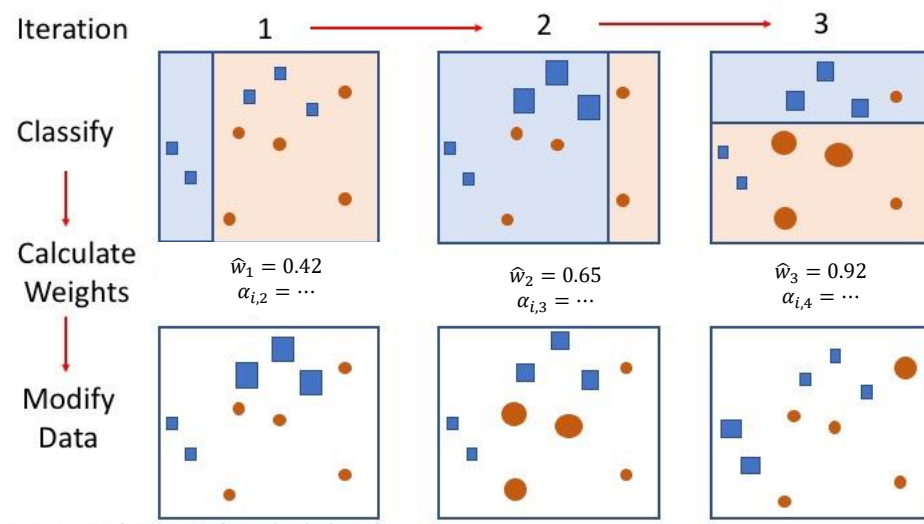 Iteration 1 2 3
Classify
Calculate
Weights
ŵ₁ = 0.42
α_{i,2} = ⋯
ŵ₂ = 0.65
α_{i,3} = ⋯
ŵ₃ = 0.92
α_{i,4} = ⋯
Modify
Data